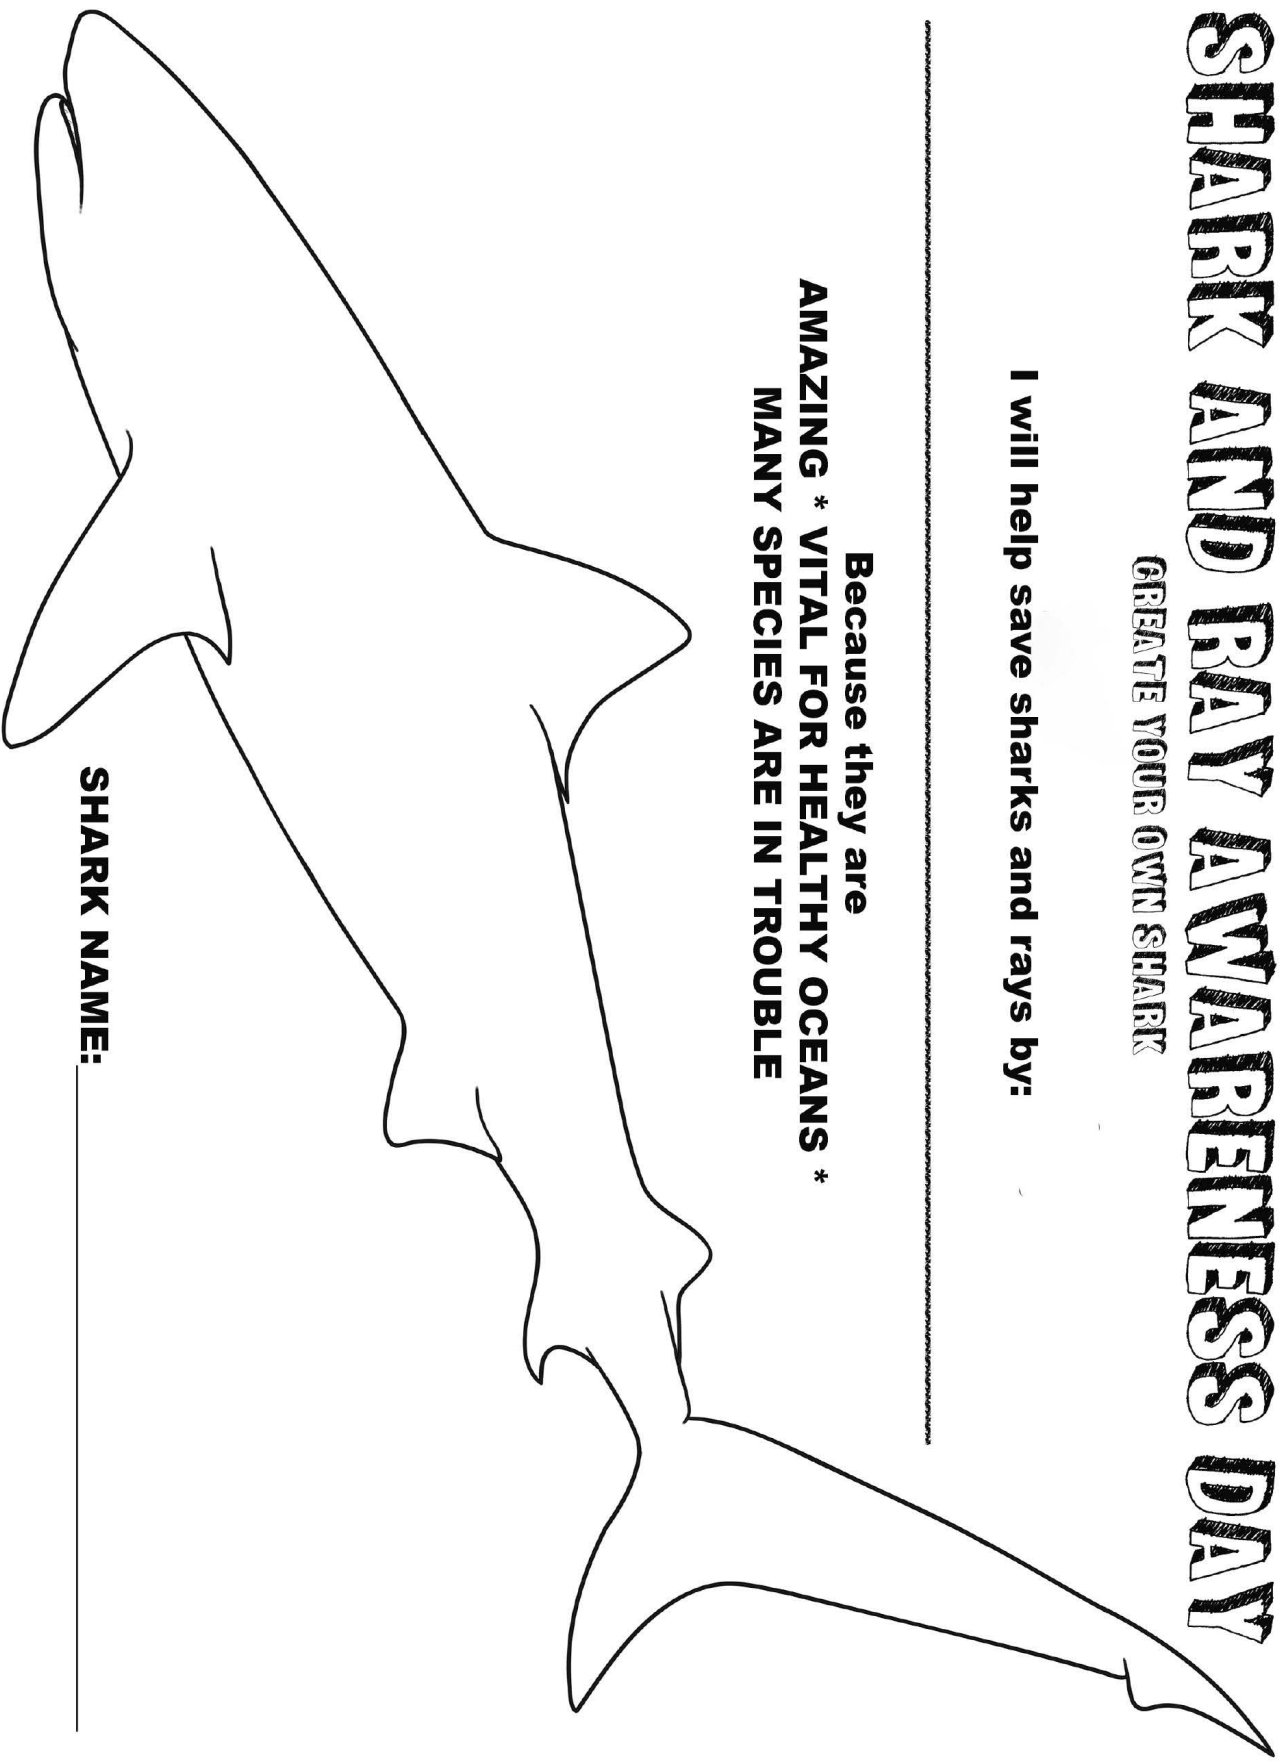 SHARK AND RAY AWARENESS DAY
CREATE YOUR OWN SHARK
I will help save sharks and rays by:
Because they are
AMAZING * VITAL FOR HEALTHY OCEANS *
MANY SPECIES ARE IN TROUBLE
SHARK NAME: